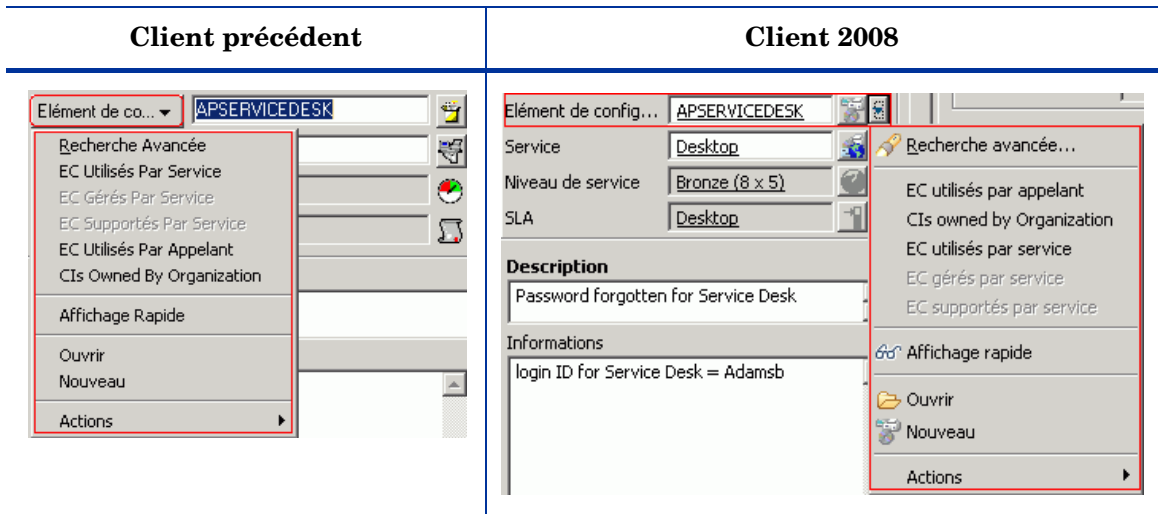 Client précédent
Client 2008
Elément de co...
APSERVICEDESK
Recherche Avancée
EC Utilisés Par Service
EC Gérés Par Service
EC Supportés Par Service
EC Utilisés Par Appelant
CIs Owned By Organization
Affichage Rapide
Ouvrir
Nouveau
Actions
Elément de config...
APSERVICEDESK
Service
Desktop
Niveau de service
Bronze (8 x 5)
SLA
Desktop
Description
Password forgotten for Service Desk
Informations
login ID for Service Desk = Adamsb
Recherche avancée...
EC utilisés par appelant
CIs owned by Organization
EC utilisés par service
EC gérés par service
EC supportés par service
Affichage rapide
Ouvrir
Nouveau
Actions